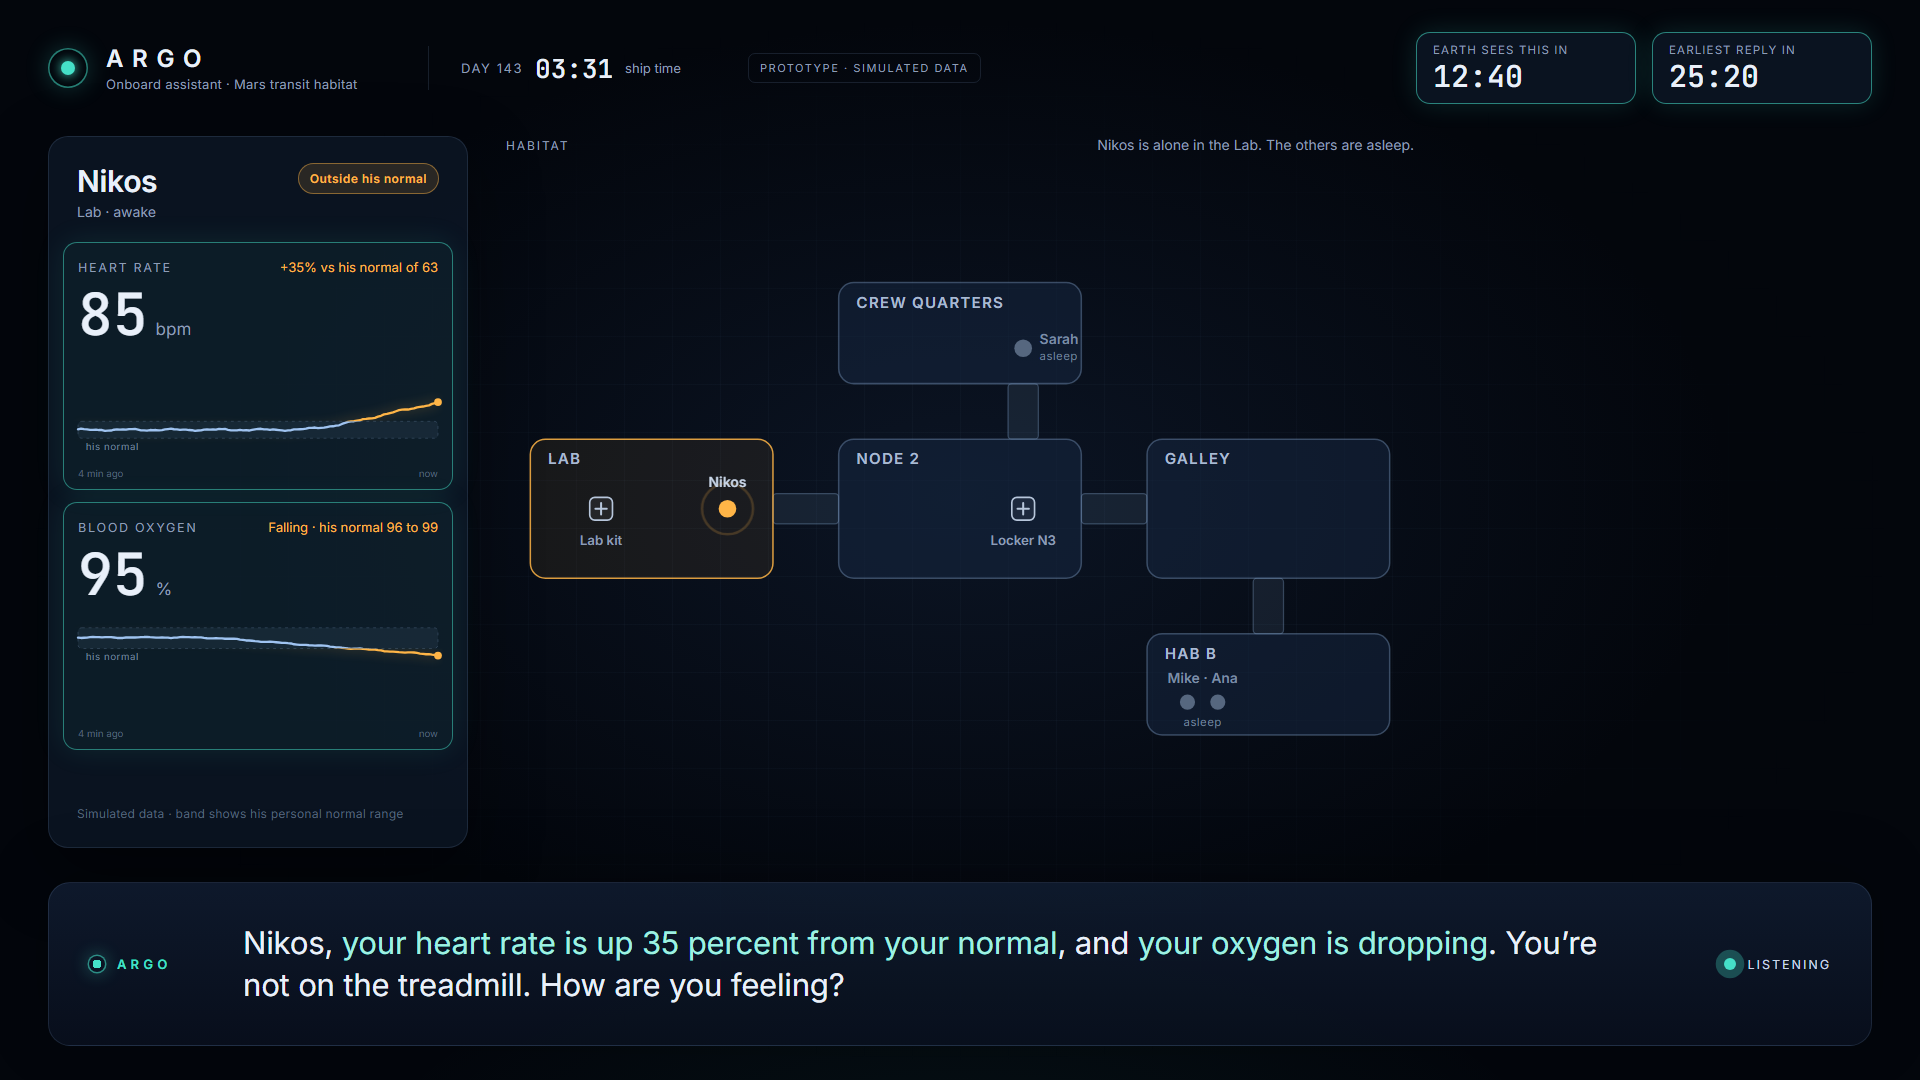 ARGO
Onboard assistant · Mars transit habitat
DAY 143 03:31 ship time
PROTOTYPE · SIMULATED DATA
EARTH SEES THIS IN
12:40
EARLIEST REPLY IN
25:20
Nikos
Outside his normal
Lab · awake
HEART RATE
+35% vs his normal of 63
85 bpm
his normal
4 min ago
now
BLOOD OXYGEN
Falling · his normal 96 to 99
95 %
his normal
4 min ago
now
Simulated data · band shows his personal normal range
HABITAT
Nikos is alone in the Lab. The others are asleep.
CREW QUARTERS
Sarah
asleep
LAB
Nikos
Lab kit
NODE 2
Locker N3
GALLEY
HAB B
Mike · Ana
asleep
ARGO
Nikos, your heart rate is up 35 percent from your normal, and your oxygen is dropping. You’re
not on the treadmill. How are you feeling?
LISTENING